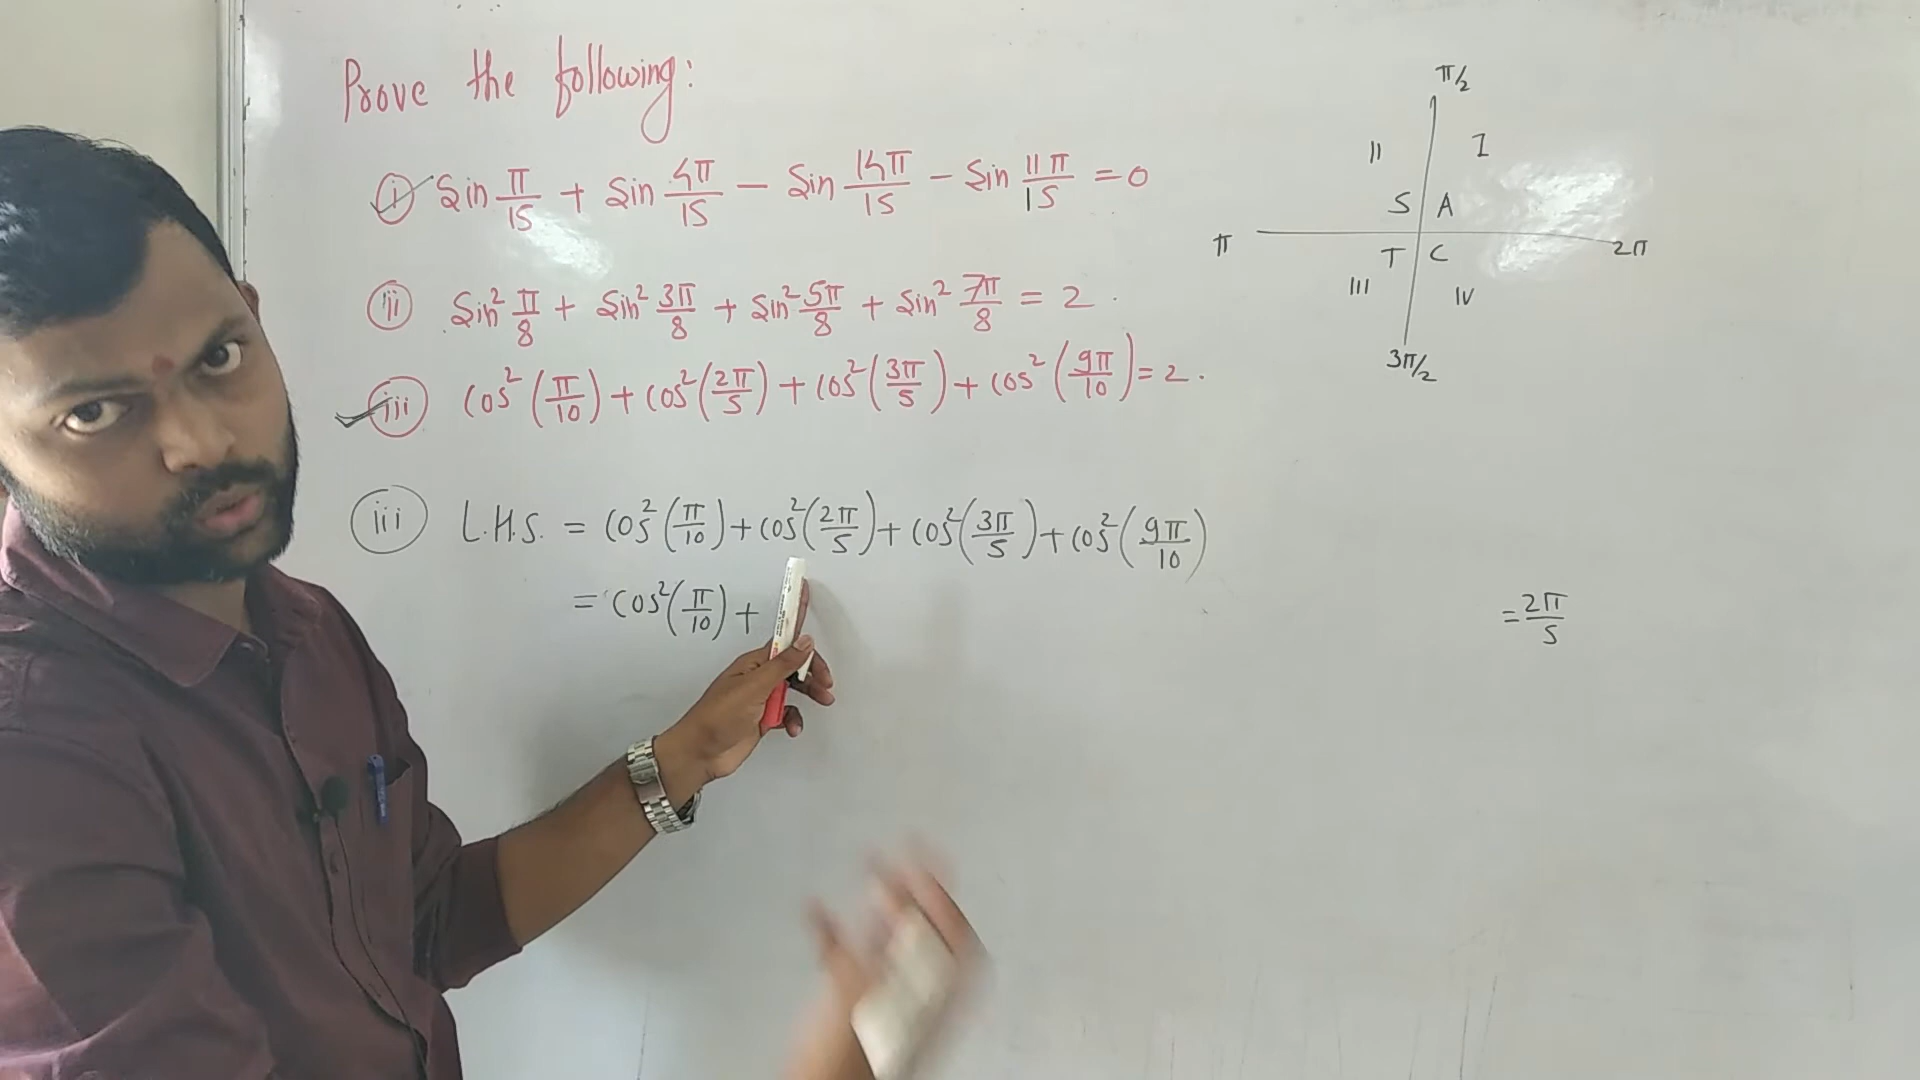 Prove the following:
(i) Sin π/15 + Sin 4π/15 − Sin 14π/15 − Sin 11π/15 = 0
(ii) Sin² π/8 + Sin² 3π/8 + Sin² 5π/8 + Sin² 7π/8 = 2.
(iii) Cos² (π/10) + Cos² (2π/5) + Cos² (3π/5) + Cos² (9π/10) = 2.
(iii) L.H.S. = Cos² (π/10) + Cos² (2π/5) + Cos² (3π/5) + Cos² (9π/10)
= Cos² (π/10) +
= 2π/5
π/2
II I
S A
π 2π
T C
III IV
3π/2